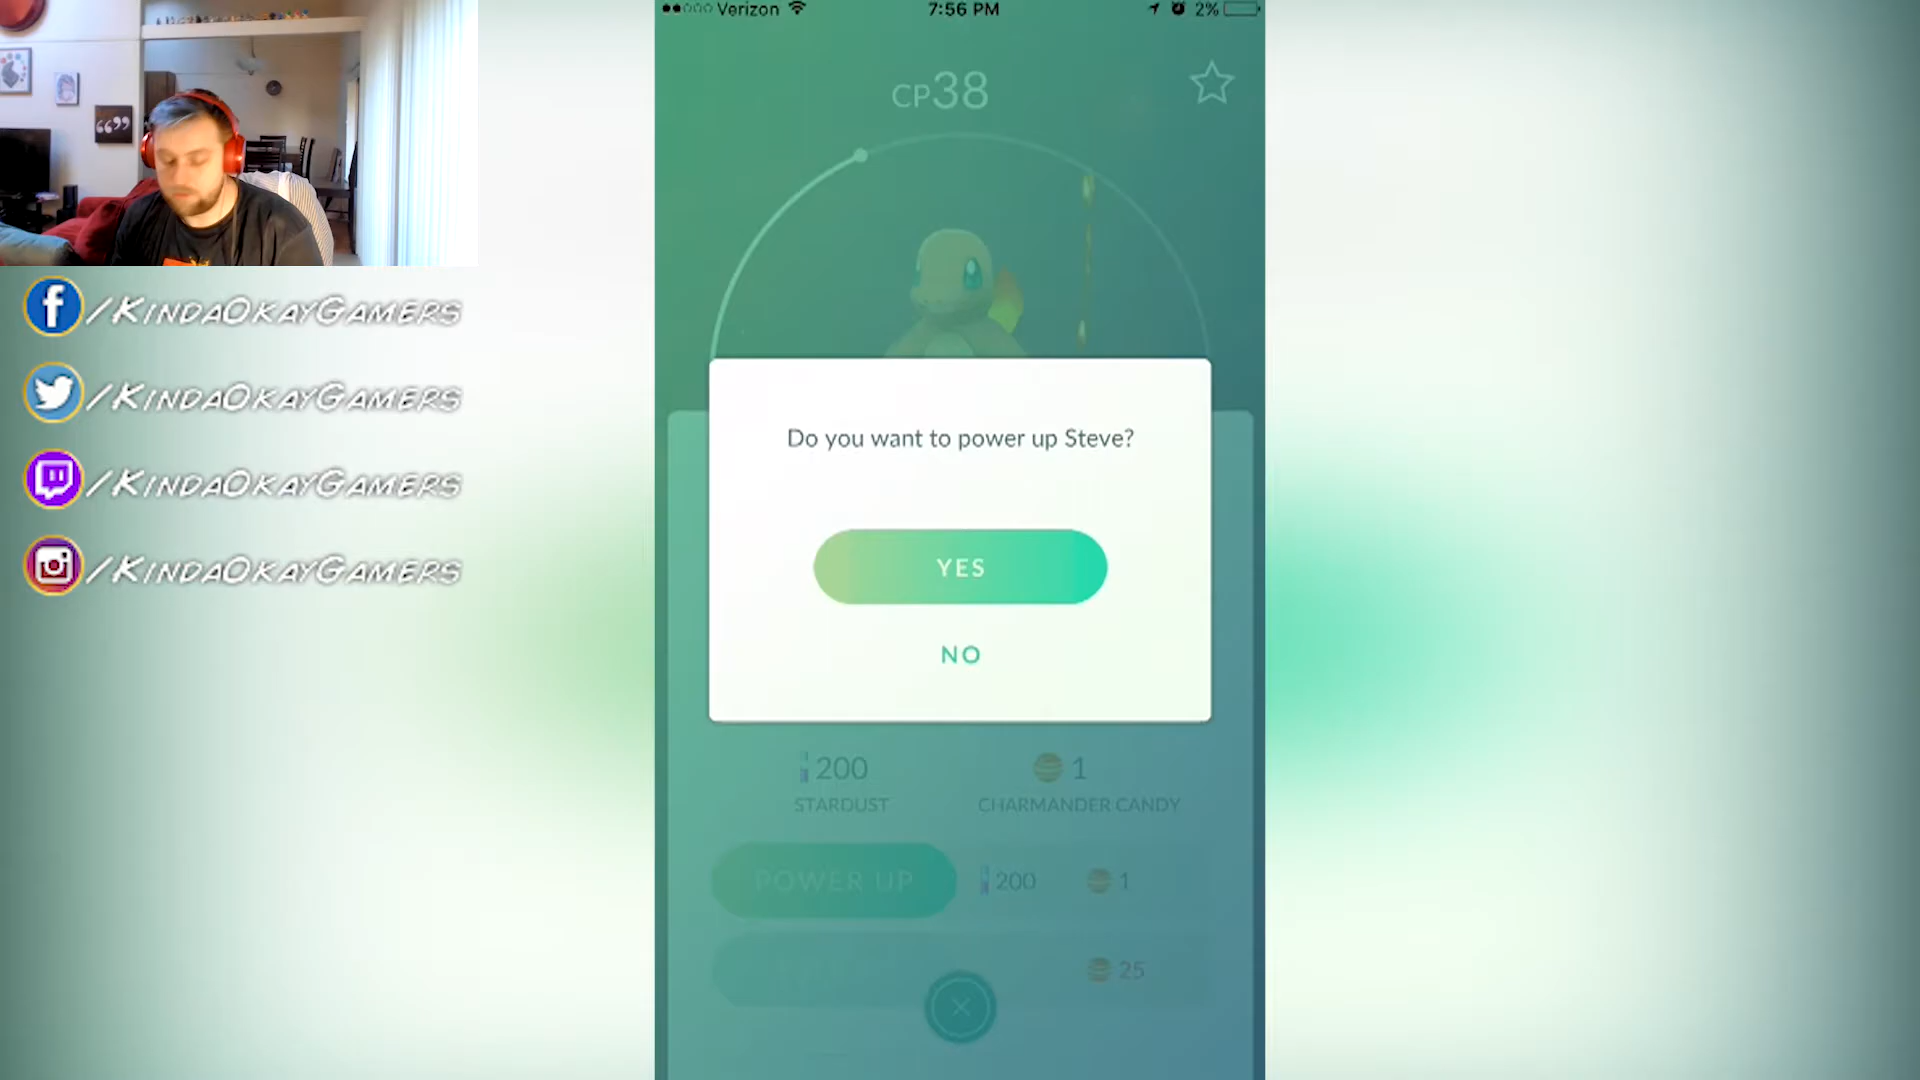 Verizon 7:56 PM 2%
CP38
/KindaOkayGamers
/KindaOkayGamers
/KindaOkayGamers
/KindaOkayGamers
Do you want to power up Steve?
YES
NO
200 1
STARDUST CHARMANDER CANDY
POWER UP 200 1
25